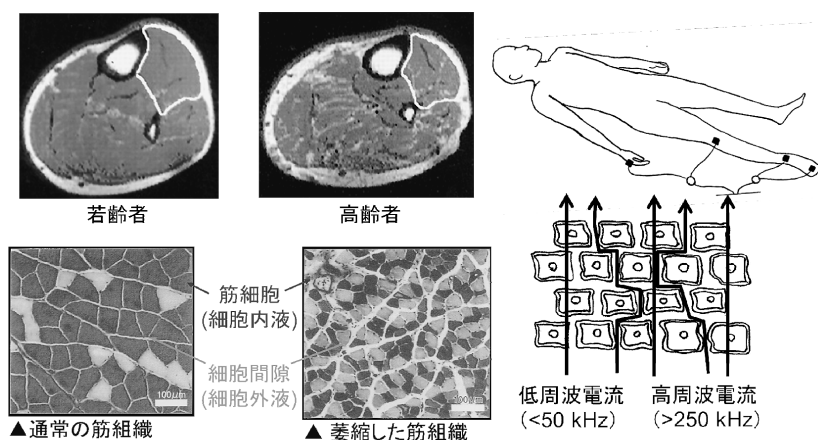 若齢者
高齢者
筋細胞
(細胞内液)
細胞間隙
(細胞外液)
100μm
100μm
▲通常の筋組織
▲ 萎縮した筋組織
低周波電流
(<50 kHz)
高周波電流
(>250 kHz)